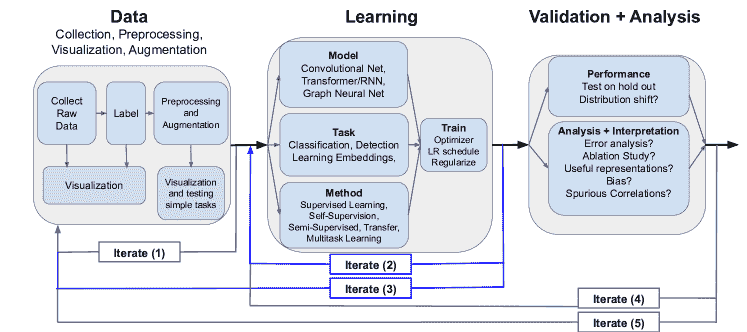 Data
Collection, Preprocessing,
Visualization, Augmentation
Collect
Raw
Data
Label
Preprocessing
and
Augmentation
Visualization
Visualization
and testing
simple tasks
Learning
Model
Convolutional Net,
Transformer/RNN,
Graph Neural Net
Task
Classification, Detection
Learning Embeddings,
Method
Supervised Learning,
Self-Supervision,
Semi-Supervised, Transfer,
Multitask Learning
Train
Optimizer
LR schedule
Regularize
Validation + Analysis
Performance
Test on hold out
Distribution shift?
Analysis + Interpretation
Error analysis?
Ablation Study?
Useful representations?
Bias?
Spurious Correlations?
Iterate (1)
Iterate (2)
Iterate (3)
Iterate (4)
Iterate (5)